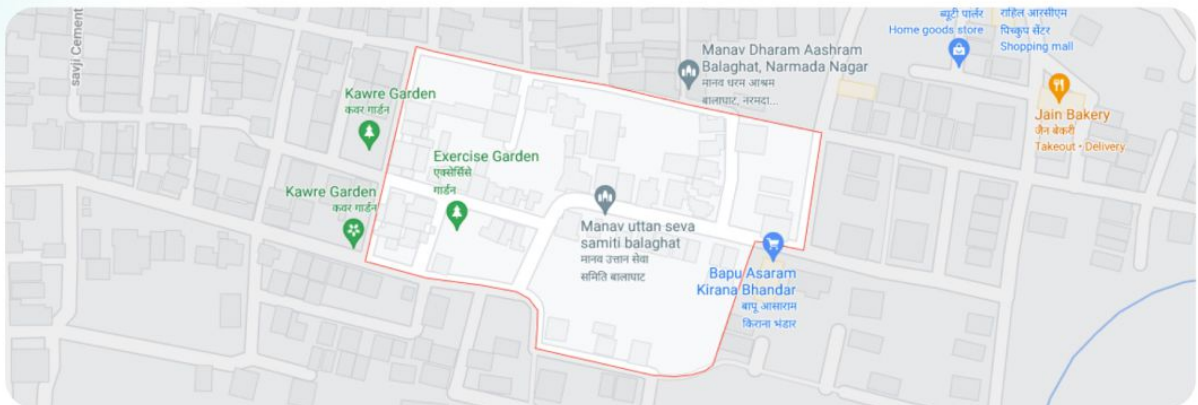 savji Cement
Kawre Garden
कवर गार्डन
Exercise Garden
एक्सेर्सिसे
गार्डन
Kawre Garden
कवर गार्डन
Manav Dharam Aashram
Balaghat, Narmada Nagar
मानव धरम आश्रम
बालाघाट, नरमदा...
Manav uttan seva
samiti balaghat
मानव उत्तान सेवा
समिति बालाघाट
Bapu Asaram
Kirana Bhandar
बापू आसाराम
किराना भंडार
ब्यूटी पार्लर
Home goods store
राहिल आरसीएम
पिच्कुप सेंटर
Shopping mall
Jain Bakery
जैन बेकरी
Takeout • Delivery